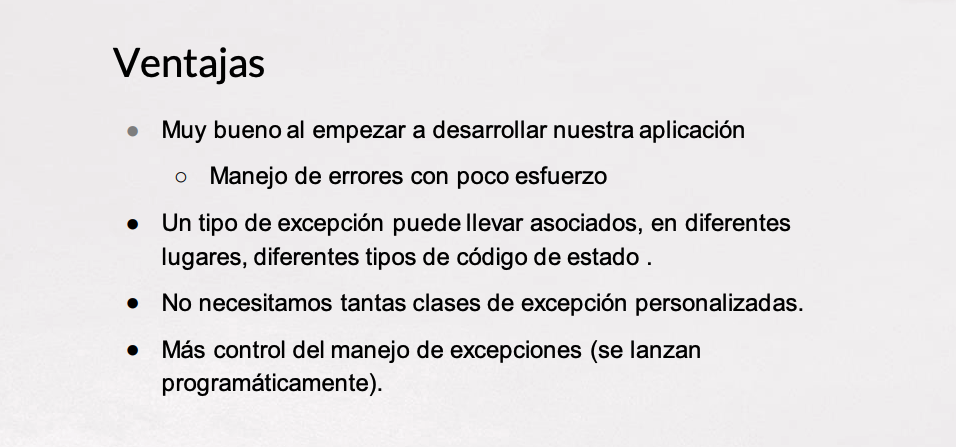 Ventajas
● Muy bueno al empezar a desarrollar nuestra aplicación
○ Manejo de errores con poco esfuerzo
● Un tipo de excepción puede llevar asociados, en diferentes
lugares, diferentes tipos de código de estado .
● No necesitamos tantas clases de excepción personalizadas.
● Más control del manejo de excepciones (se lanzan
programáticamente).